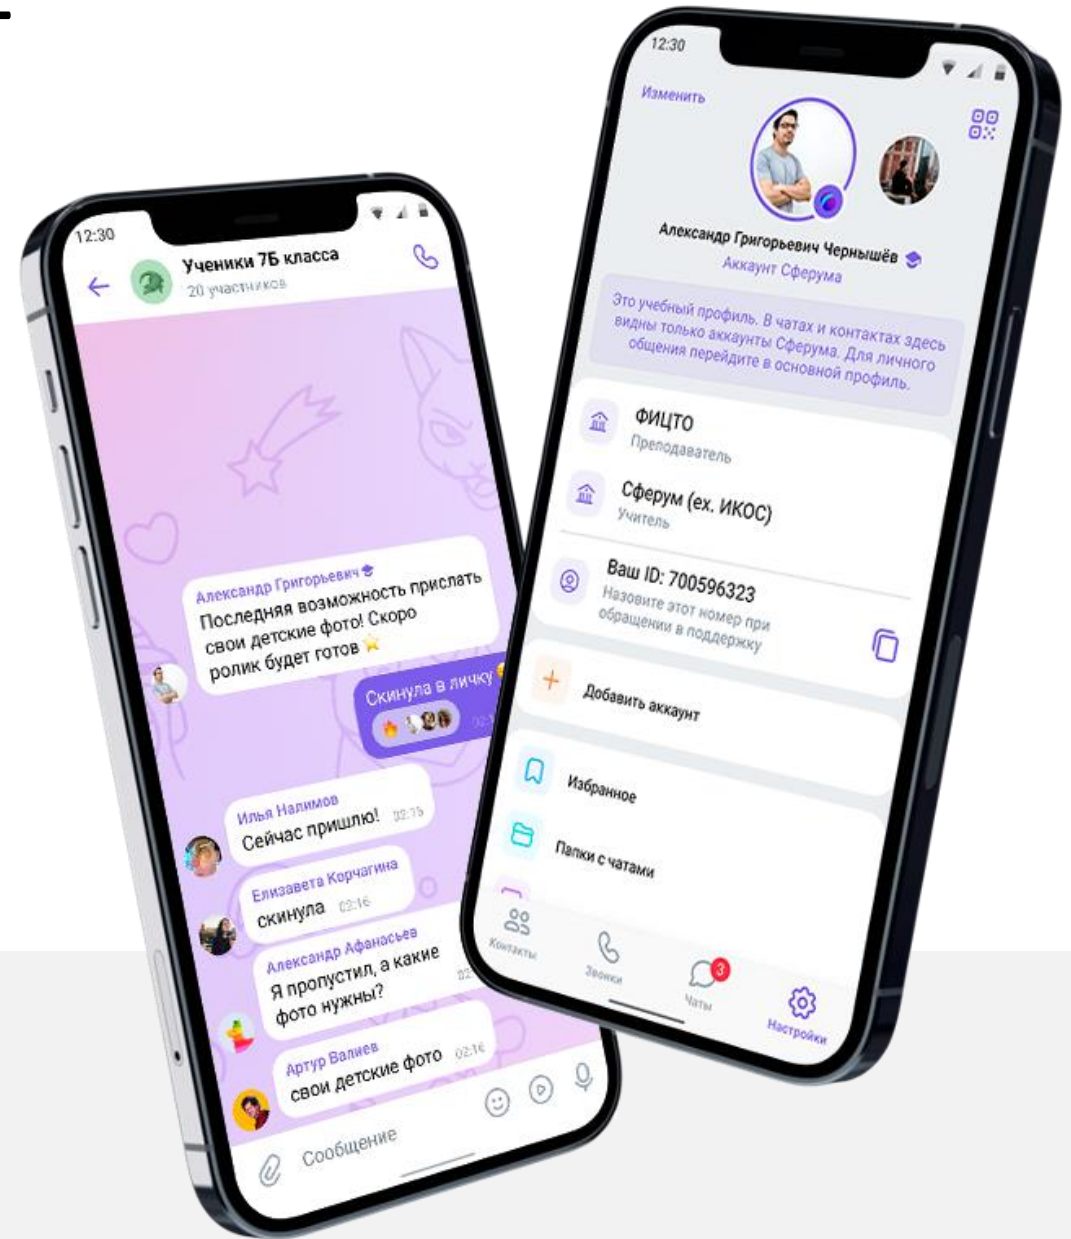 12:30
Ученики 7Б класса
20 участников
Александр Григорьевич
Последняя возможность прислать
свои детские фото! Скоро
ролик будет готов
Скинула в личку
Илья Налимов
Сейчас пришлю! 02:15
Елизавета Корчагина
скинула 02:16
Александр Афанасьев
Я пропустил, а какие
фото нужны?
Артур Валиев
свои детские фото 02:16
Сообщение
12:30
Изменить
Александр Григорьевич Чернышёв
Аккаунт Сферума
Это учебный профиль. В чатах и контактах здесь
видны только аккаунты Сферума. Для личного
общения перейдите в основной профиль.
ФИЦТО
Преподаватель
Сферум (ex. ИКОС)
Учитель
Ваш ID: 700596323
Назовите этот номер при
обращении в поддержку
Добавить аккаунт
Избранное
Папки с чатами
Контакты
Звонки
Чаты
3
Настройки